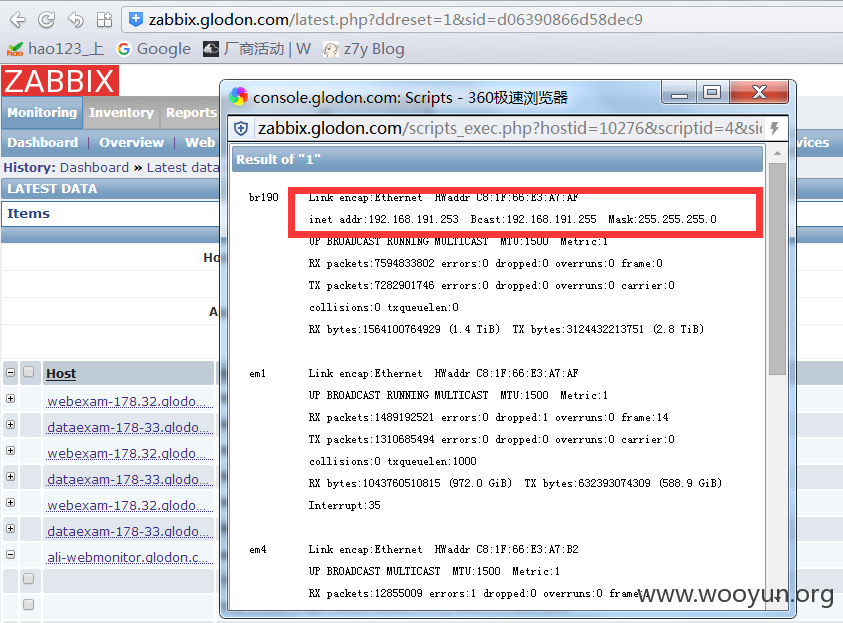 zabbix.glodon.com/latest.php?ddreset=1&sid=d06390866d58dec9
hao123_上 Google 厂商活动 | W z7y Blog
ZABBIX
Monitoring Inventory Reports
Dashboard | Overview | Web
vices
History: Dashboard » Latest data
LATEST DATA
Items
Ho
A
Host
webexam-178.32.glodo...
dataexam-178-33.glodo...
webexam-178.32.glodo...
dataexam-178-33.glodo...
webexam-178.32.glodo...
dataexam-178-33.glodo...
ali-webmonitor.glodon.c...
console.glodon.com: Scripts - 360极速浏览器
zabbix.glodon.com/scripts_exec.php?hostid=10276&scriptid=4&sid
Result of "1"
br190 Link encap:Ethernet HWaddr C8:1F:66:E3:A7:AF
inet addr:192.168.191.253 Bcast:192.168.191.255 Mask:255.255.255.0
UP BROADCAST RUNNING MULTICAST MTU:1500 Metric:1
RX packets:7594833802 errors:0 dropped:0 overruns:0 frame:0
TX packets:7282901746 errors:0 dropped:0 overruns:0 carrier:0
collisions:0 txqueuelen:0
RX bytes:1564100764929 (1.4 TiB) TX bytes:3124432213751 (2.8 TiB)
em1 Link encap:Ethernet HWaddr C8:1F:66:E3:A7:AF
UP BROADCAST RUNNING MULTICAST MTU:1500 Metric:1
RX packets:1489192521 errors:0 dropped:1 overruns:0 frame:14
TX packets:1310685494 errors:0 dropped:0 overruns:0 carrier:0
collisions:0 txqueuelen:1000
RX bytes:1043760510815 (972.0 GiB) TX bytes:632393074309 (588.9 GiB)
Interrupt:35
em4 Link encap:Ethernet HWaddr C8:1F:66:E3:A7:B2
UP BROADCAST MULTICAST MTU:1500 Metric:1
RX packets:12855009 errors:1 dropped:0 overruns:0 frame:
www.wooyun.org